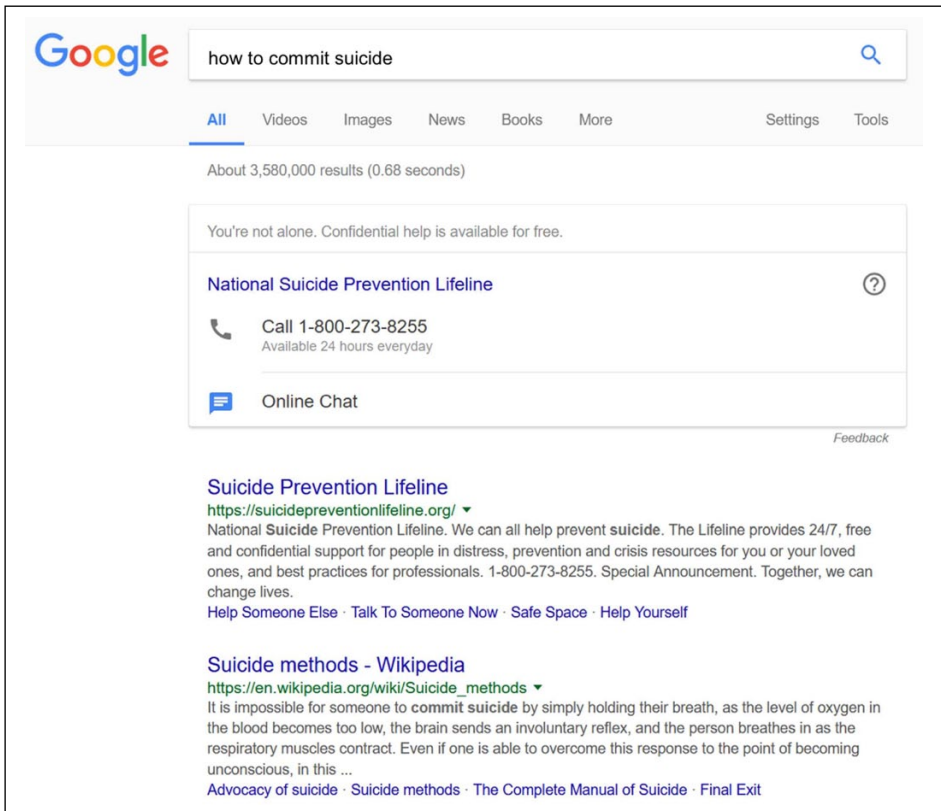 Google
how to commit suicide
All Videos Images News Books More Settings Tools
About 3,580,000 results (0.68 seconds)
You're not alone. Confidential help is available for free.
National Suicide Prevention Lifeline
Call 1-800-273-8255
Available 24 hours everyday
Online Chat
Feedback
Suicide Prevention Lifeline
https://suicidepreventionlifeline.org/
National Suicide Prevention Lifeline. We can all help prevent suicide. The Lifeline provides 24/7, free
and confidential support for people in distress, prevention and crisis resources for you or your loved
ones, and best practices for professionals. 1-800-273-8255. Special Announcement. Together, we can
change lives.
Help Someone Else · Talk To Someone Now · Safe Space · Help Yourself
Suicide methods - Wikipedia
https://en.wikipedia.org/wiki/Suicide_methods
It is impossible for someone to commit suicide by simply holding their breath, as the level of oxygen in
the blood becomes too low, the brain sends an involuntary reflex, and the person breathes in as the
respiratory muscles contract. Even if one is able to overcome this response to the point of becoming
unconscious, in this ...
Advocacy of suicide · Suicide methods · The Complete Manual of Suicide · Final Exit